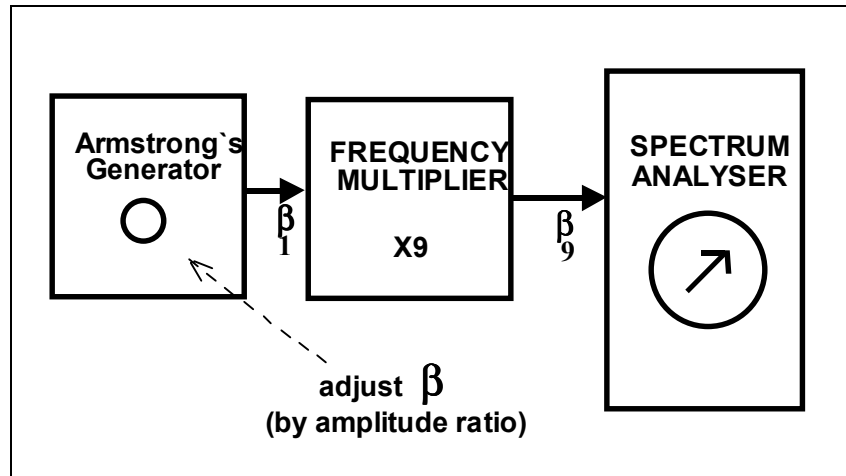 Armstrong`s
Generator
β
1
FREQUENCY
MULTIPLIER
X9
β
9
SPECTRUM
ANALYSER
adjust β
(by amplitude ratio)